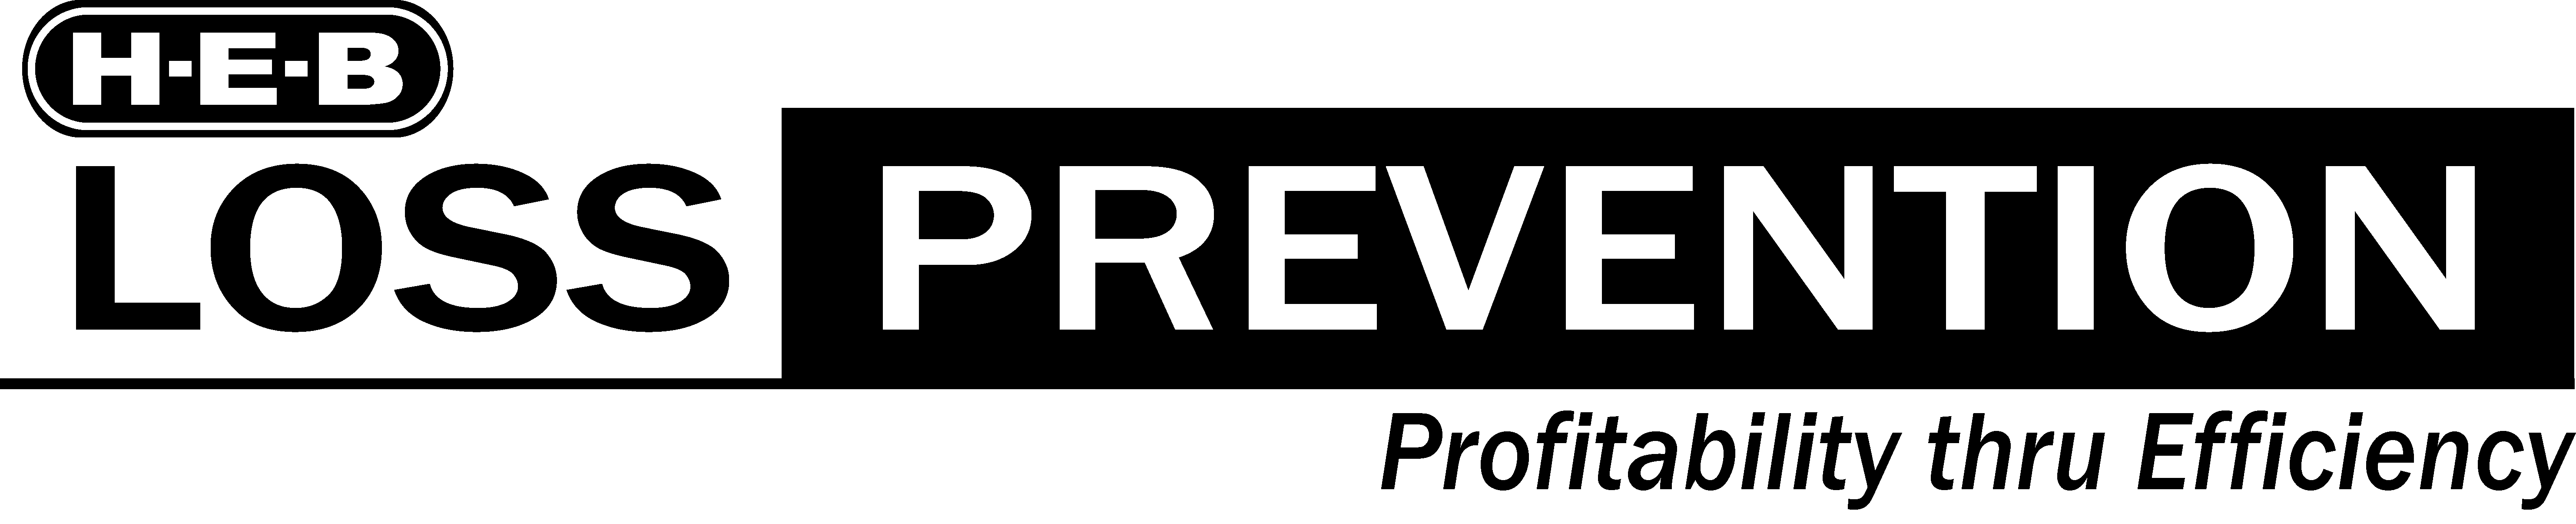 H-E-B
LOSS PREVENTION
Profitability thru Efficiency